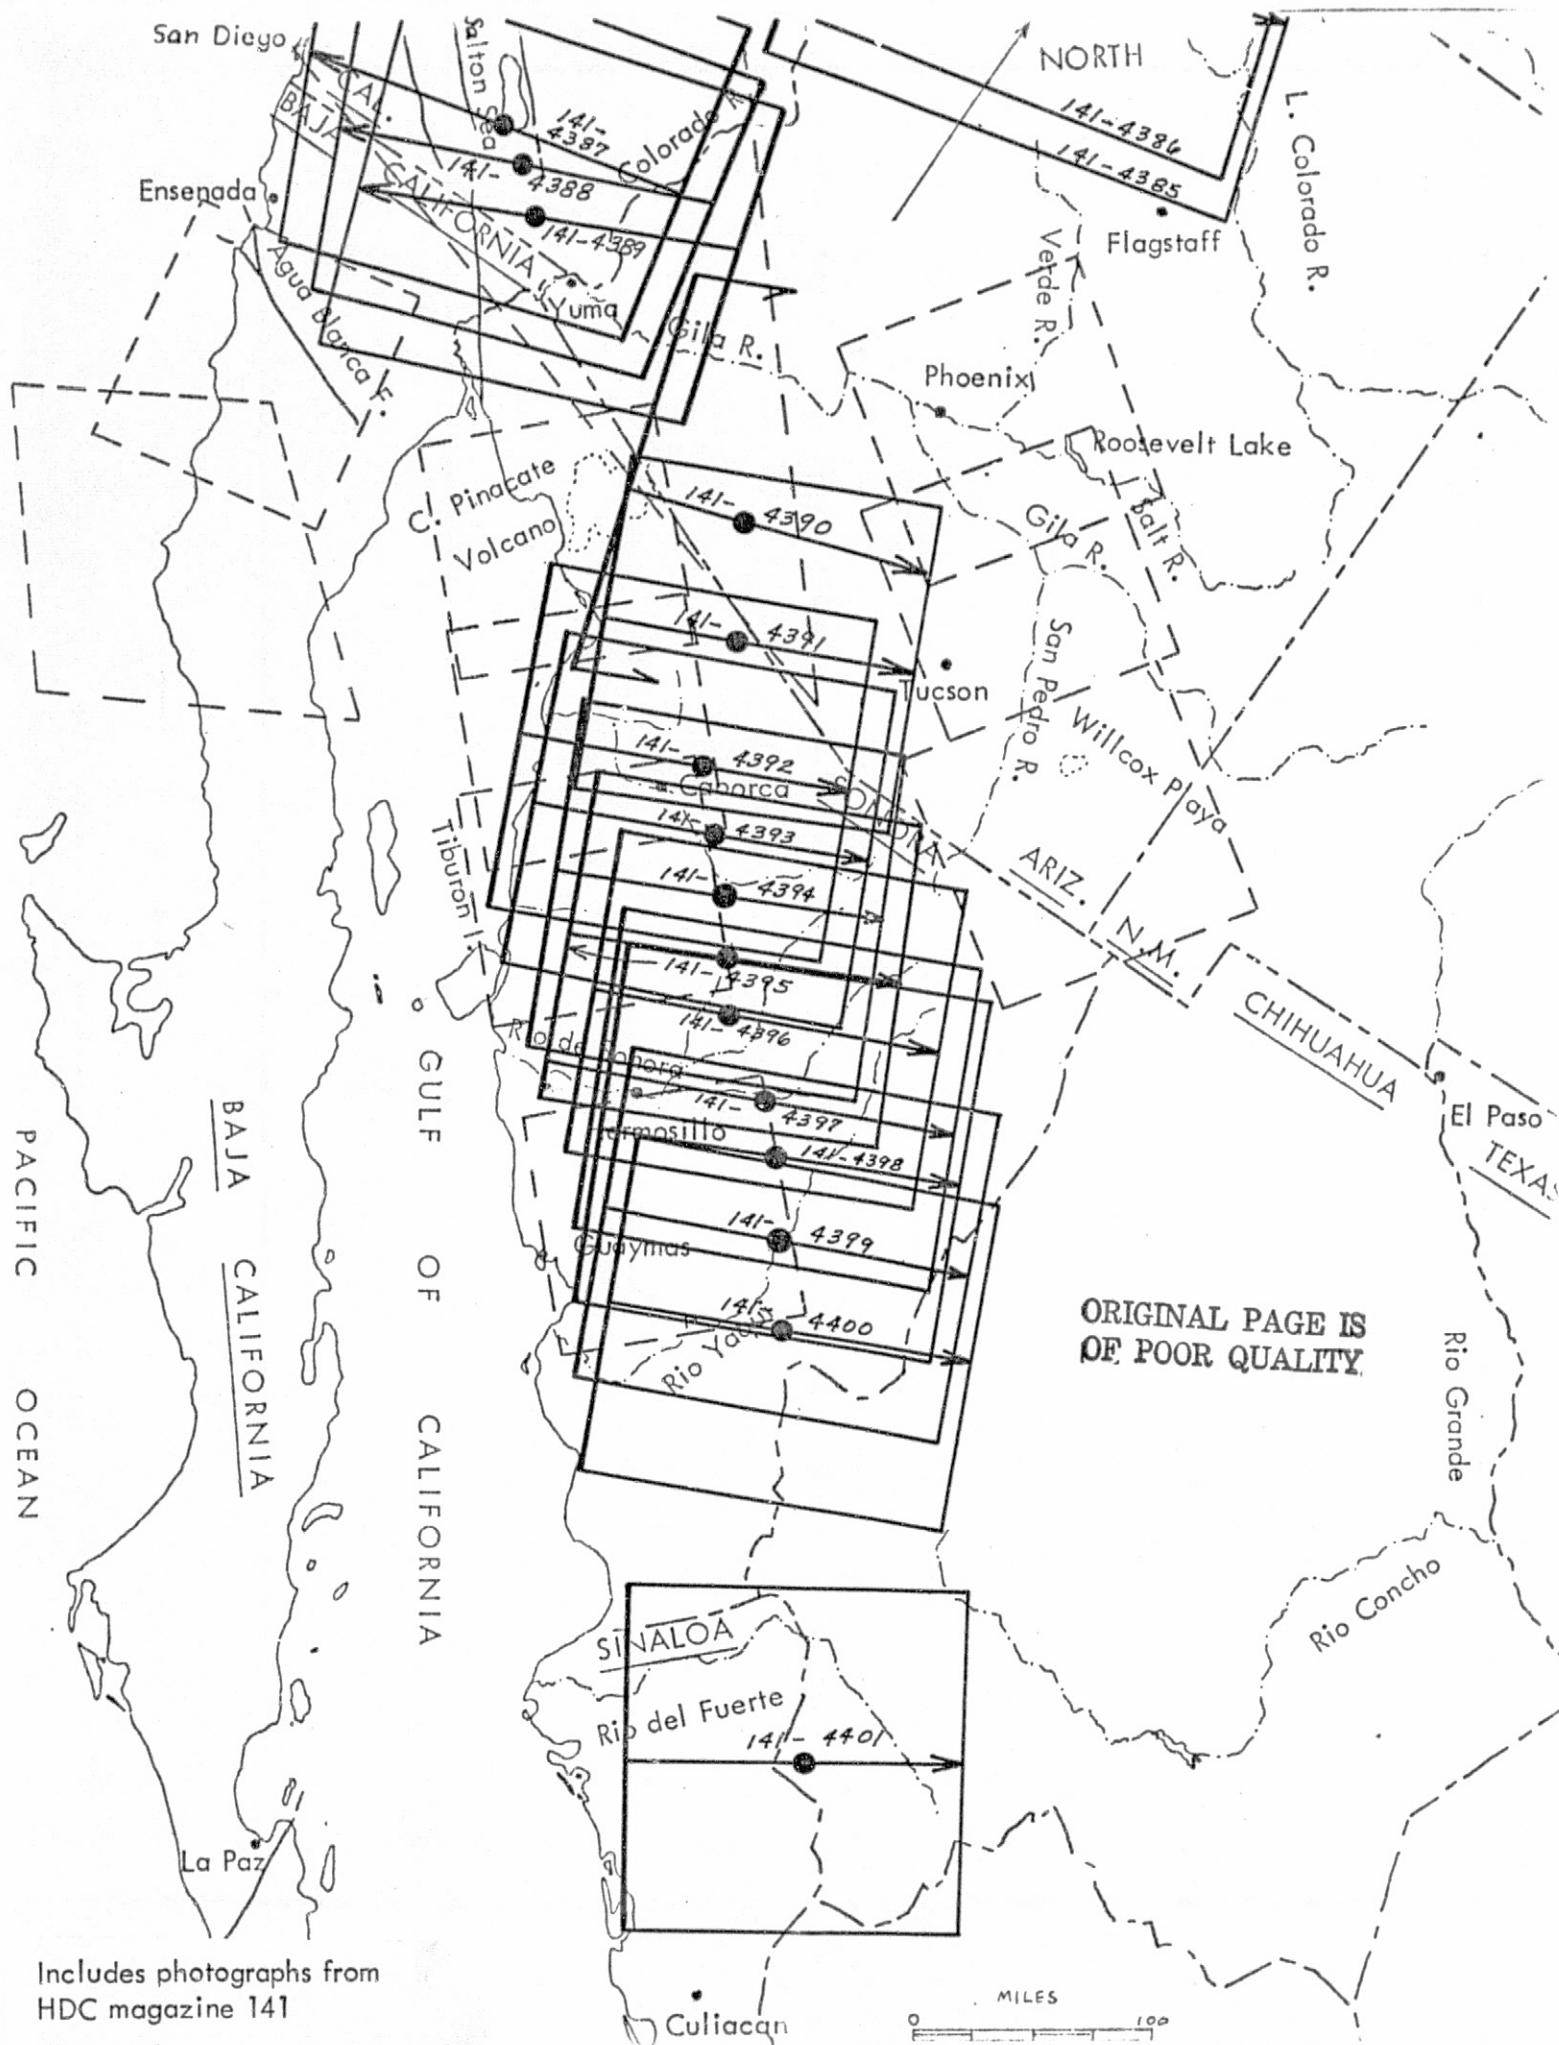 San Diego
Salton Sea
NORTH
CAL.
BAJA
CALIFORNIA
141-
4387
Colorado R.
141-4386
141-4385
L. Colorado R.
141-
4388
Ensenada
141-4389
Flagstaff
Verde R.
Agua Blanca F.
Yuma
Gila R.
Phoenix
Roosevelt Lake
C. Pinacate
Volcano
141-
4390
Gila R.
Salt R.
141-
4391
Tucson
San Pedro R.
Willcox Playa
141-
4392
Caborca
SONORA
141-
4393
Tiburon I.
ARIZ.
141-
4394
N.M.
141-
4395
CHIHUAHUA
141-
4396
Rio de Sonora
GULF
OF
CALIFORNIA
BAJA
CALIFORNIA
PACIFIC
OCEAN
141-
4397
Hermosillo
El Paso
TEXAS
141-4398
141-
4399
Guaymas
141-
4400
Rio Yaqui
ORIGINAL PAGE IS
OF POOR QUALITY
Rio Grande
Rio Concho
SINALOA
Rio del Fuerte
141-
4401
La Paz
Includes photographs from
HDC magazine 141
Culiacan
MILES
0 100